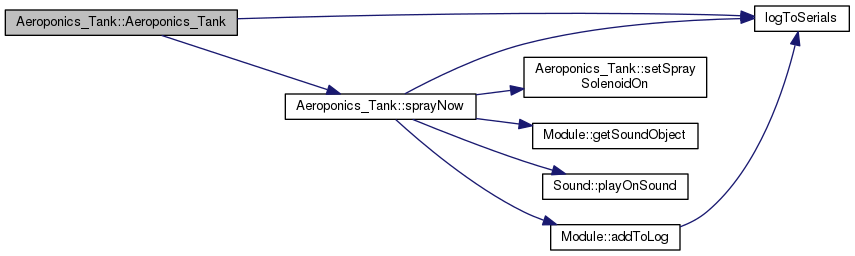 Aeroponics_Tank::Aeroponics_Tank
logToSerials
Aeroponics_Tank::setSpray
SolenoidOn
Aeroponics_Tank::sprayNow
Module::getSoundObject
Sound::playOnSound
Module::addToLog